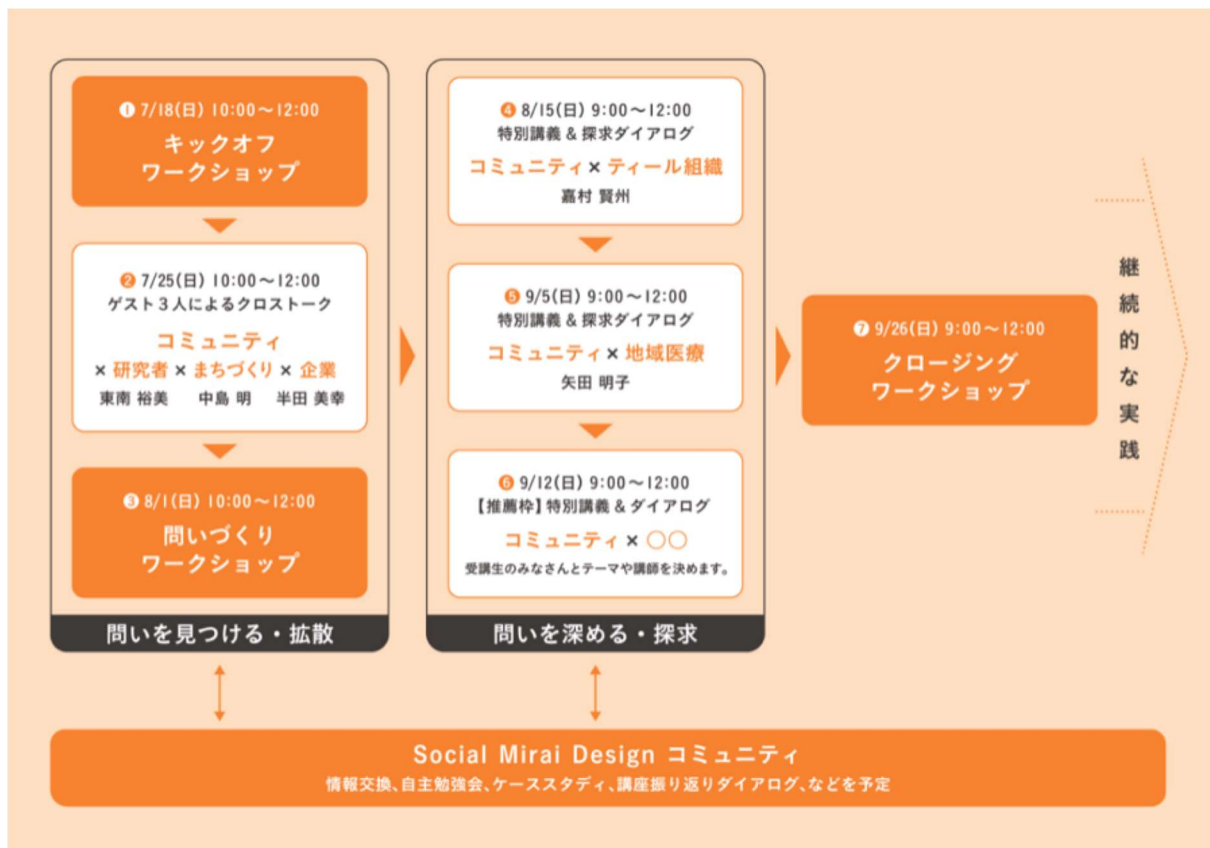 ❶ 7/18(日) 10:00〜12:00
キックオフ
ワークショップ
❷ 7/25(日) 10:00〜12:00
ゲスト3人によるクロストーク
コミュニティ
× 研究者 × まちづくり × 企業
東南 裕美 中島 明 半田 美幸
❸ 8/1(日) 10:00〜12:00
問いづくり
ワークショップ
問いを見つける・拡散
❹ 8/15(日) 9:00〜12:00
特別講義 & 探求ダイアログ
コミュニティ × ティール組織
嘉村 賢州
❺ 9/5(日) 9:00〜12:00
特別講義 & 探求ダイアログ
コミュニティ × 地域医療
矢田 明子
❻ 9/12(日) 9:00〜12:00
【推薦枠】特別講義 & ダイアログ
コミュニティ × 〇〇
受講生のみなさんとテーマや講師を決めます。
問いを深める・探求
❼ 9/26(日) 9:00〜12:00
クロージング
ワークショップ
継続的な実践
Social Mirai Design コミュニティ
情報交換、自主勉強会、ケーススタディ、講座振り返りダイアログ、などを予定